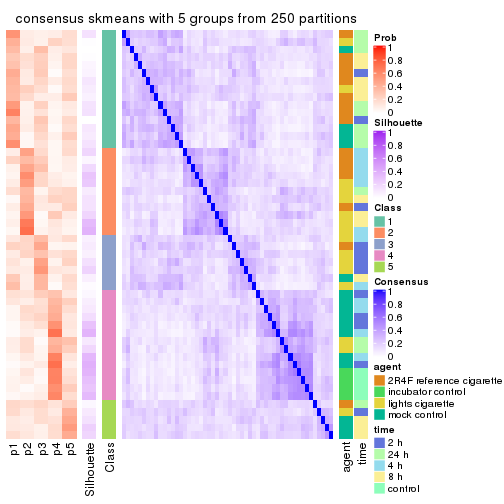 consensus skmeans with 5 groups from 250 partitions
Prob
1
0.8
0.6
0.4
0.2
0
Silhouette
1
0.8
0.6
0.4
0.2
0
Class
1
2
3
4
5
Consensus
1
0.8
0.6
0.4
0.2
0
agent
2R4F reference cigarette
incubator control
lights cigarette
mock control
time
2 h
24 h
4 h
8 h
control
p1
p2
p3
p4
p5
Silhouette
Class
agent
time